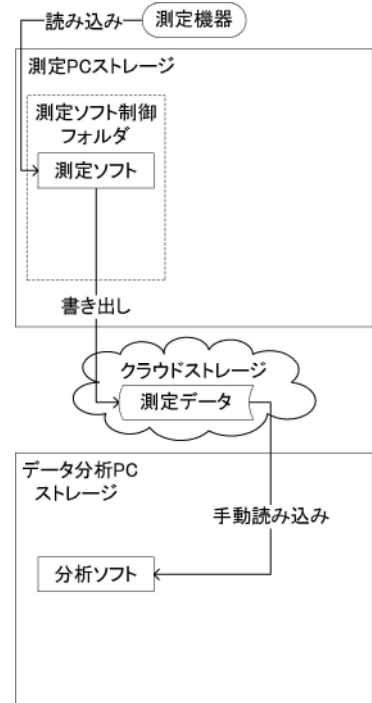 読み込み
測定機器
測定PCストレージ
測定ソフト制御
フォルダ
測定ソフト
書き出し
クラウドストレージ
測定データ
データ分析PC
ストレージ
手動読み込み
分析ソフト